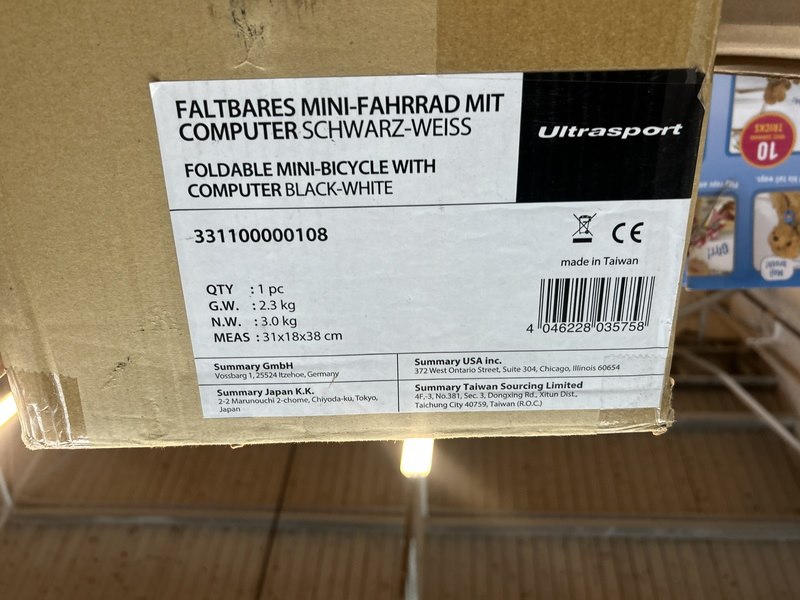 FALTBARES MINI-FAHRRAD MIT
COMPUTER SCHWARZ-WEISS
FOLDABLE MINI-BICYCLE WITH
COMPUTER BLACK-WHITE
Ultrasport
331100000108
CE
made in Taiwan
QTY : 1 pc
G.W. : 2.3 kg
N.W. : 3.0 kg
MEAS : 31x18x38 cm
4 046228 035758
Summary GmbH
Vossbarg 1, 25524 Itzehoe, Germany
Summary USA inc.
372 West Ontario Street, Suite 304, Chicago, Illinois 60654
Summary Japan K.K.
2-2 Marunouchi 2-chome, Chiyoda-ku, Tokyo,
Japan
Summary Taiwan Sourcing Limited
4F,-3, No.381, Sec. 3, Dongxing Rd., Xitun Dist.,
Taichung City 40759, Taiwan (R.O.C.)
10
TRICKS